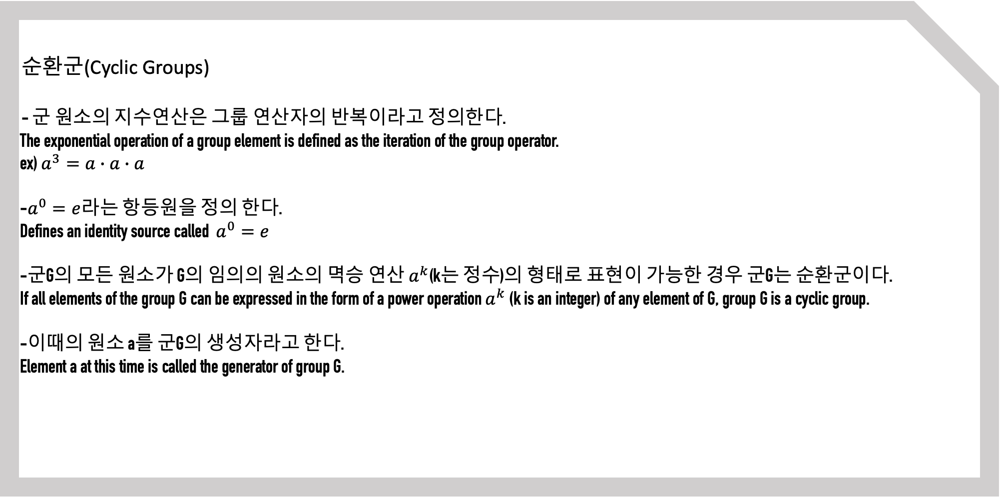 순환군(Cyclic Groups)
- 군 원소의 지수연산은 그룹 연산자의 반복이라고 정의한다.
The exponential operation of a group element is defined as the iteration of the group operator.
ex) a³ = a · a · a
-a⁰ = e라는 항등원을 정의 한다.
Defines an identity source called a⁰ = e
-군G의 모든 원소가 G의 임의의 원소의 멱승 연산 aᵏ(k는 정수)의 형태로 표현이 가능한 경우 군G는 순환군이다.
If all elements of the group G can be expressed in the form of a power operation aᵏ (k is an integer) of any element of G, group G is a cyclic group.
-이때의 원소 a를 군G의 생성자라고 한다.
Element a at this time is called the generator of group G.